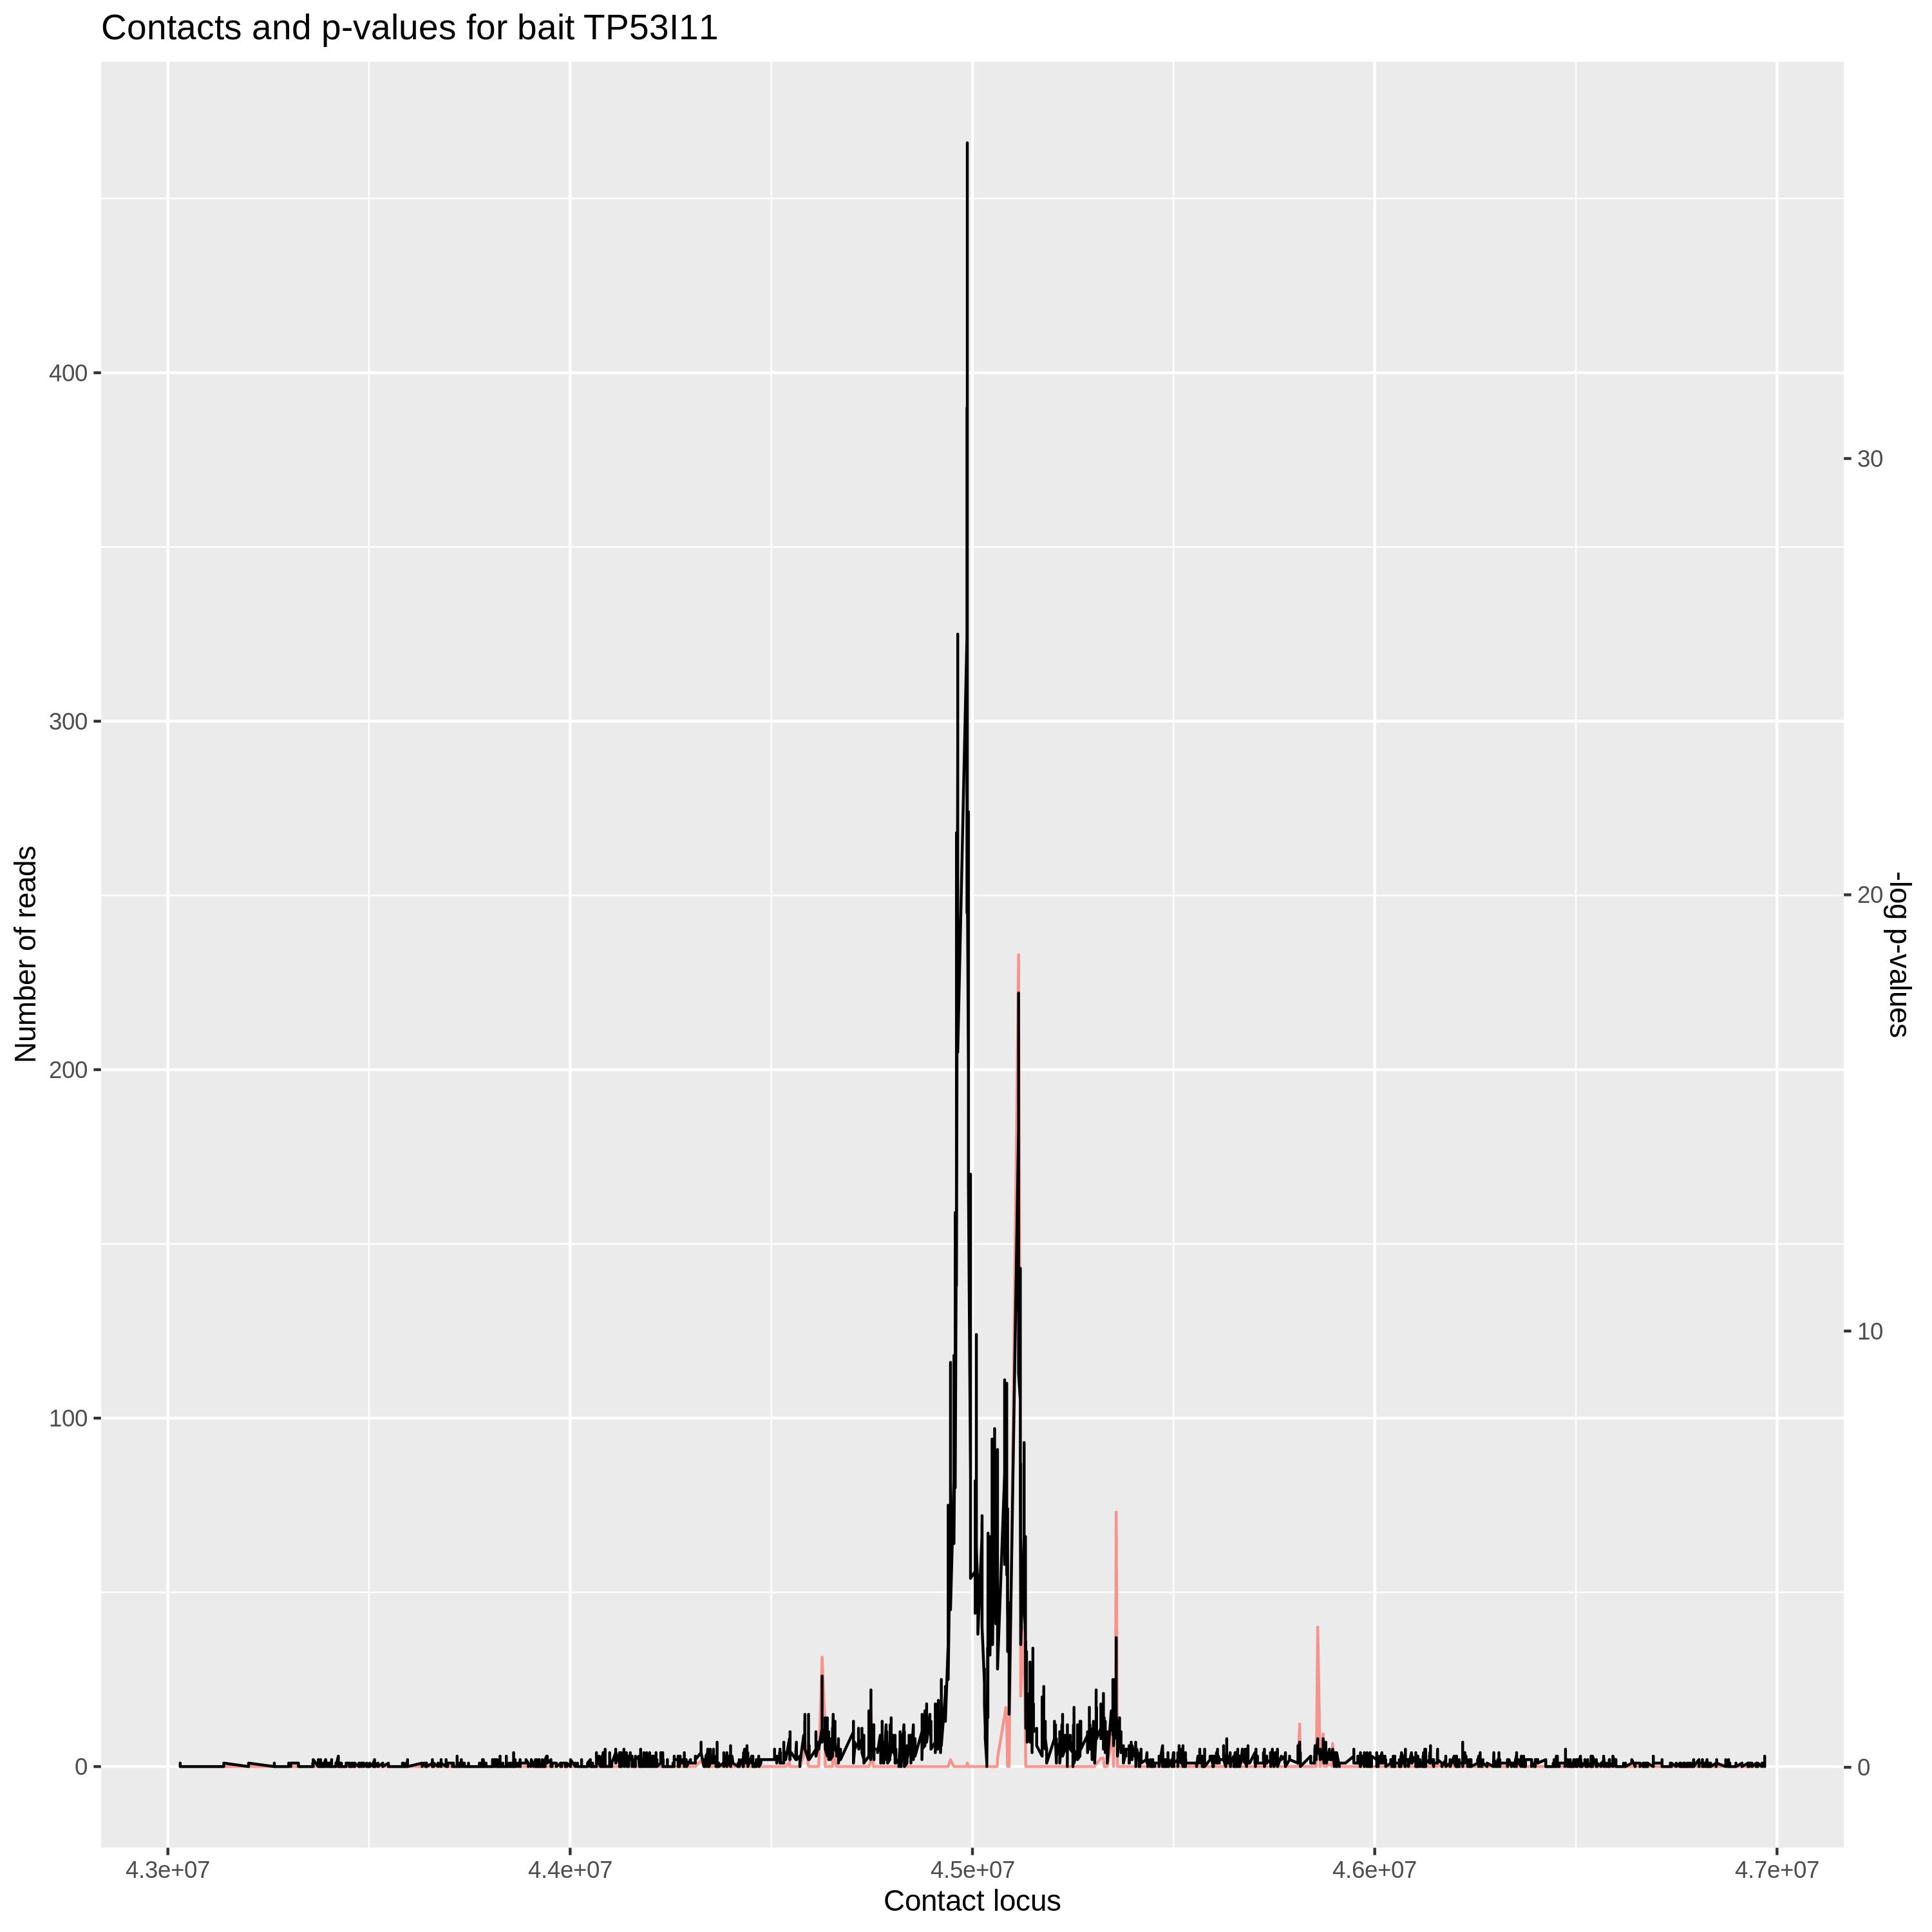 Contacts and p-values for bait TP53I11
Number of reads
400
300
200
100
0
30
20
10
0
-log p-values
4.3e+07 4.4e+07 4.5e+07 4.6e+07 4.7e+07
Contact locus